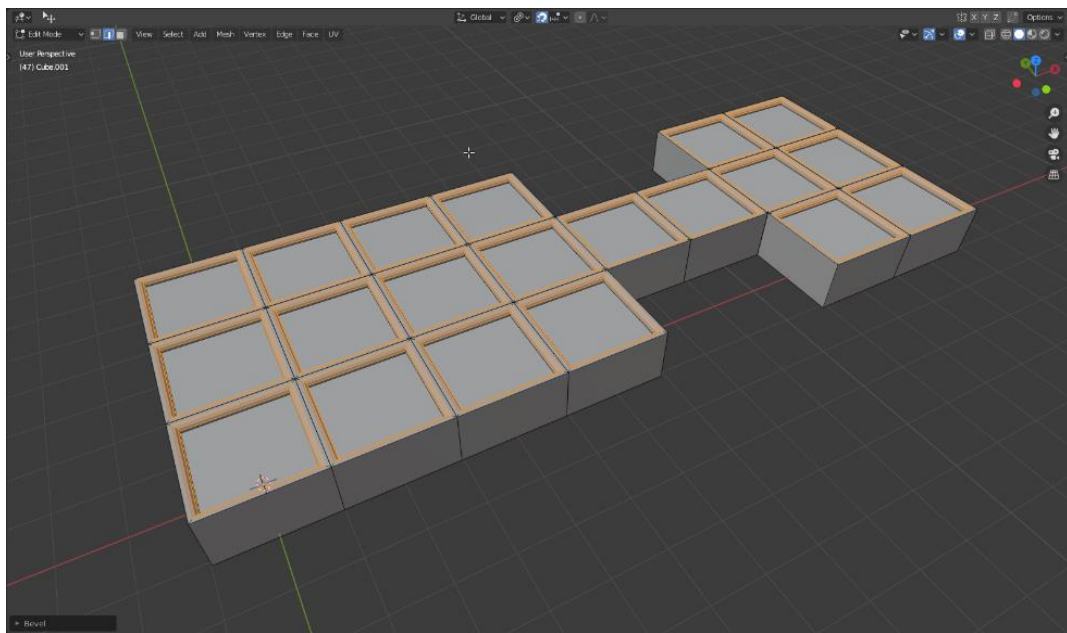 Global
X Y Z
Options
Edit Mode
View Select Add Mesh Vertex Edge Face UV
User Perspective
(47) Cube.001
Z
Y
X
Bevel